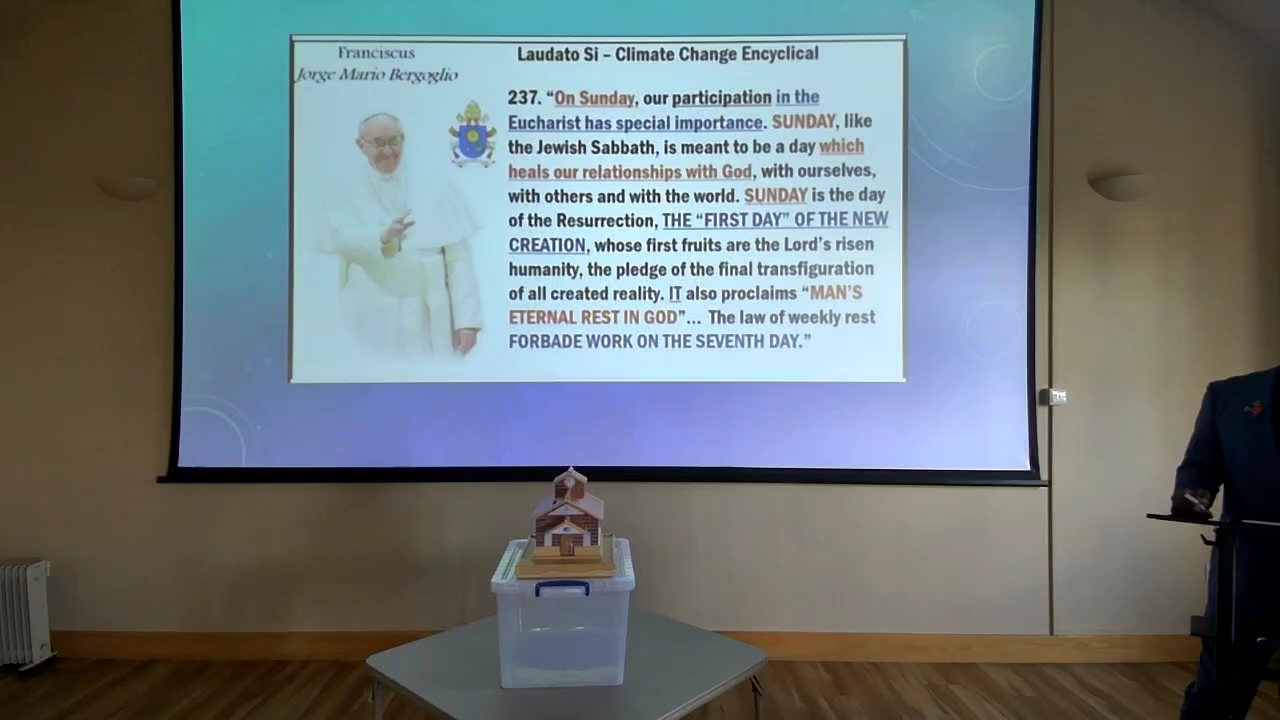 Franciscus
Jorge Mario Bergoglio
Laudato Si – Climate Change Encyclical
237. “On Sunday, our participation in the
Eucharist has special importance. SUNDAY, like
the Jewish Sabbath, is meant to be a day which
heals our relationships with God, with ourselves,
with others and with the world. SUNDAY is the day
of the Resurrection, THE “FIRST DAY” OF THE NEW
CREATION, whose first fruits are the Lord’s risen
humanity, the pledge of the final transfiguration
of all created reality. IT also proclaims “MAN’S
ETERNAL REST IN GOD”... The law of weekly rest
FORBADE WORK ON THE SEVENTH DAY.”